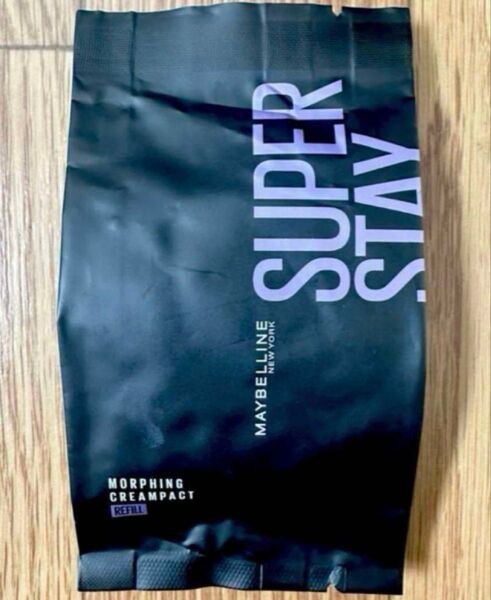 SUPER
STAY
MAYBELLINE
NEW YORK
MORPHING
CREAMPACT
REFILL